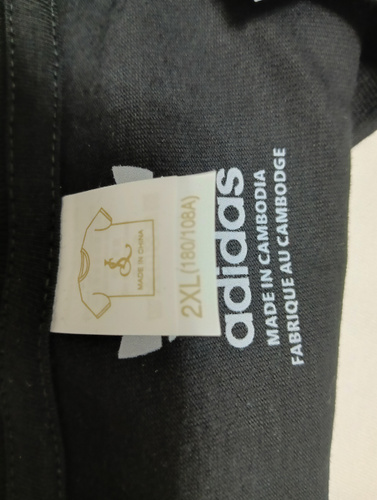 MADE IN CHINA
2XL(180/108A)
adidas
MADE IN CAMBODIA
FABRIQUE AU CAMBODGE